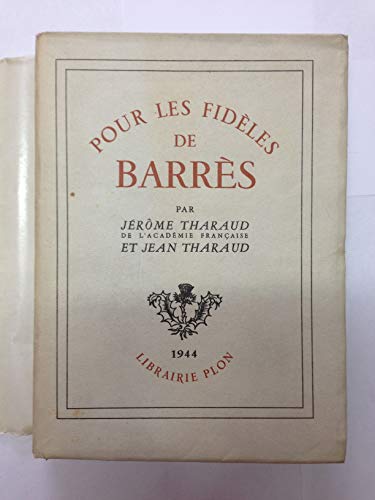 POUR LES FIDÈLES
DE
BARRÈS
PAR
JÉRÔME THARAUD
DE L'ACADÉMIE FRANÇAISE
ET JEAN THARAUD
1944
LIBRAIRIE PLON